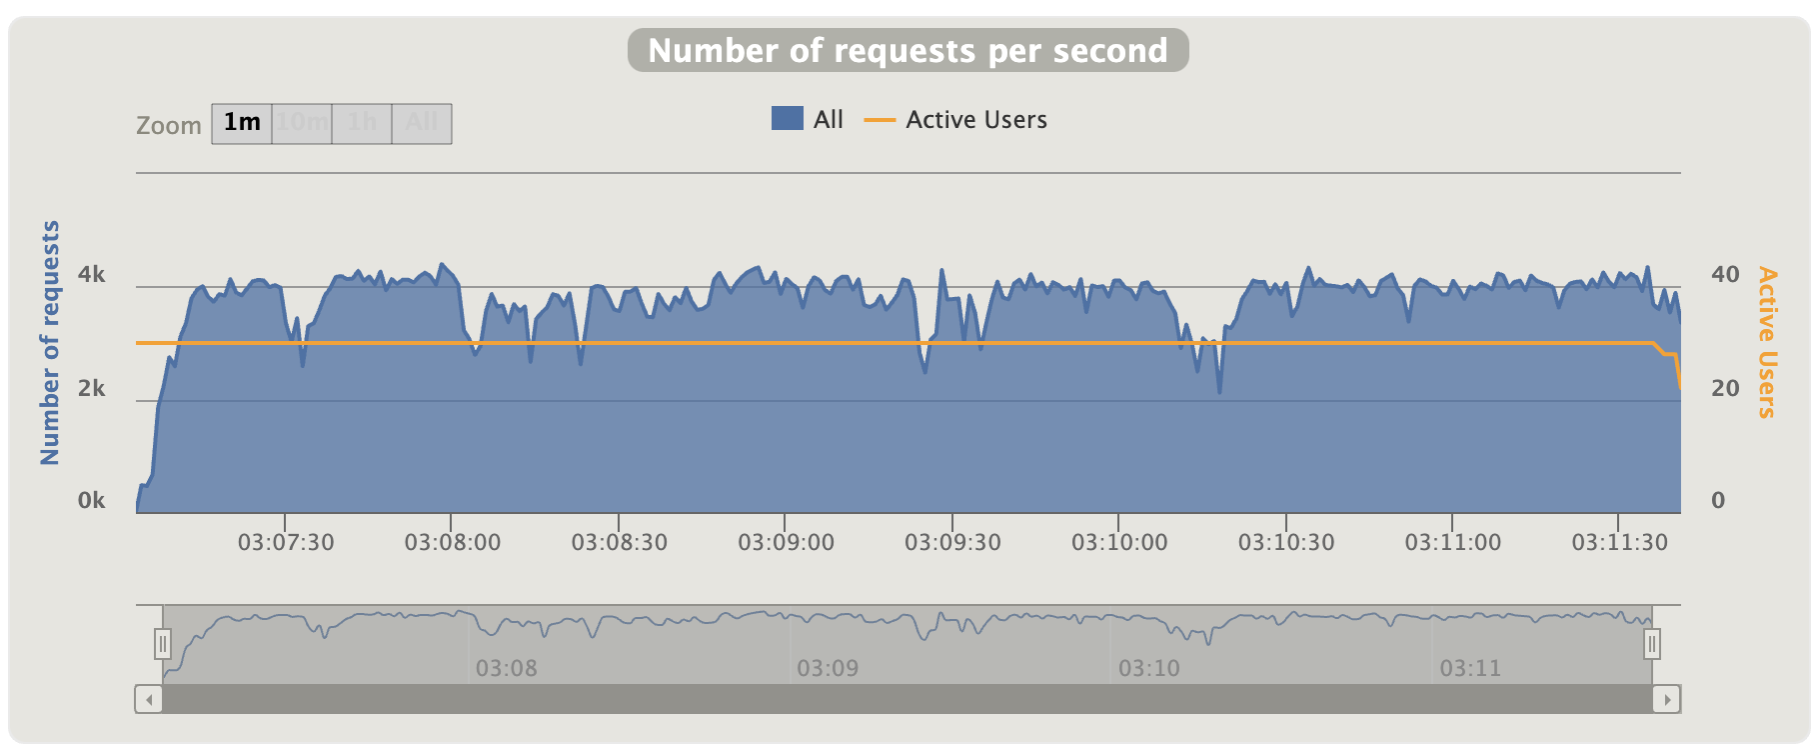 Number of requests per second
Zoom 1m 10m 1h All
All Active Users
Number of requests
4k
2k
0k
40
20
0
Active Users
03:07:30 03:08:00 03:08:30 03:09:00 03:09:30 03:10:00 03:10:30 03:11:00 03:11:30
03:08 03:09 03:10 03:11